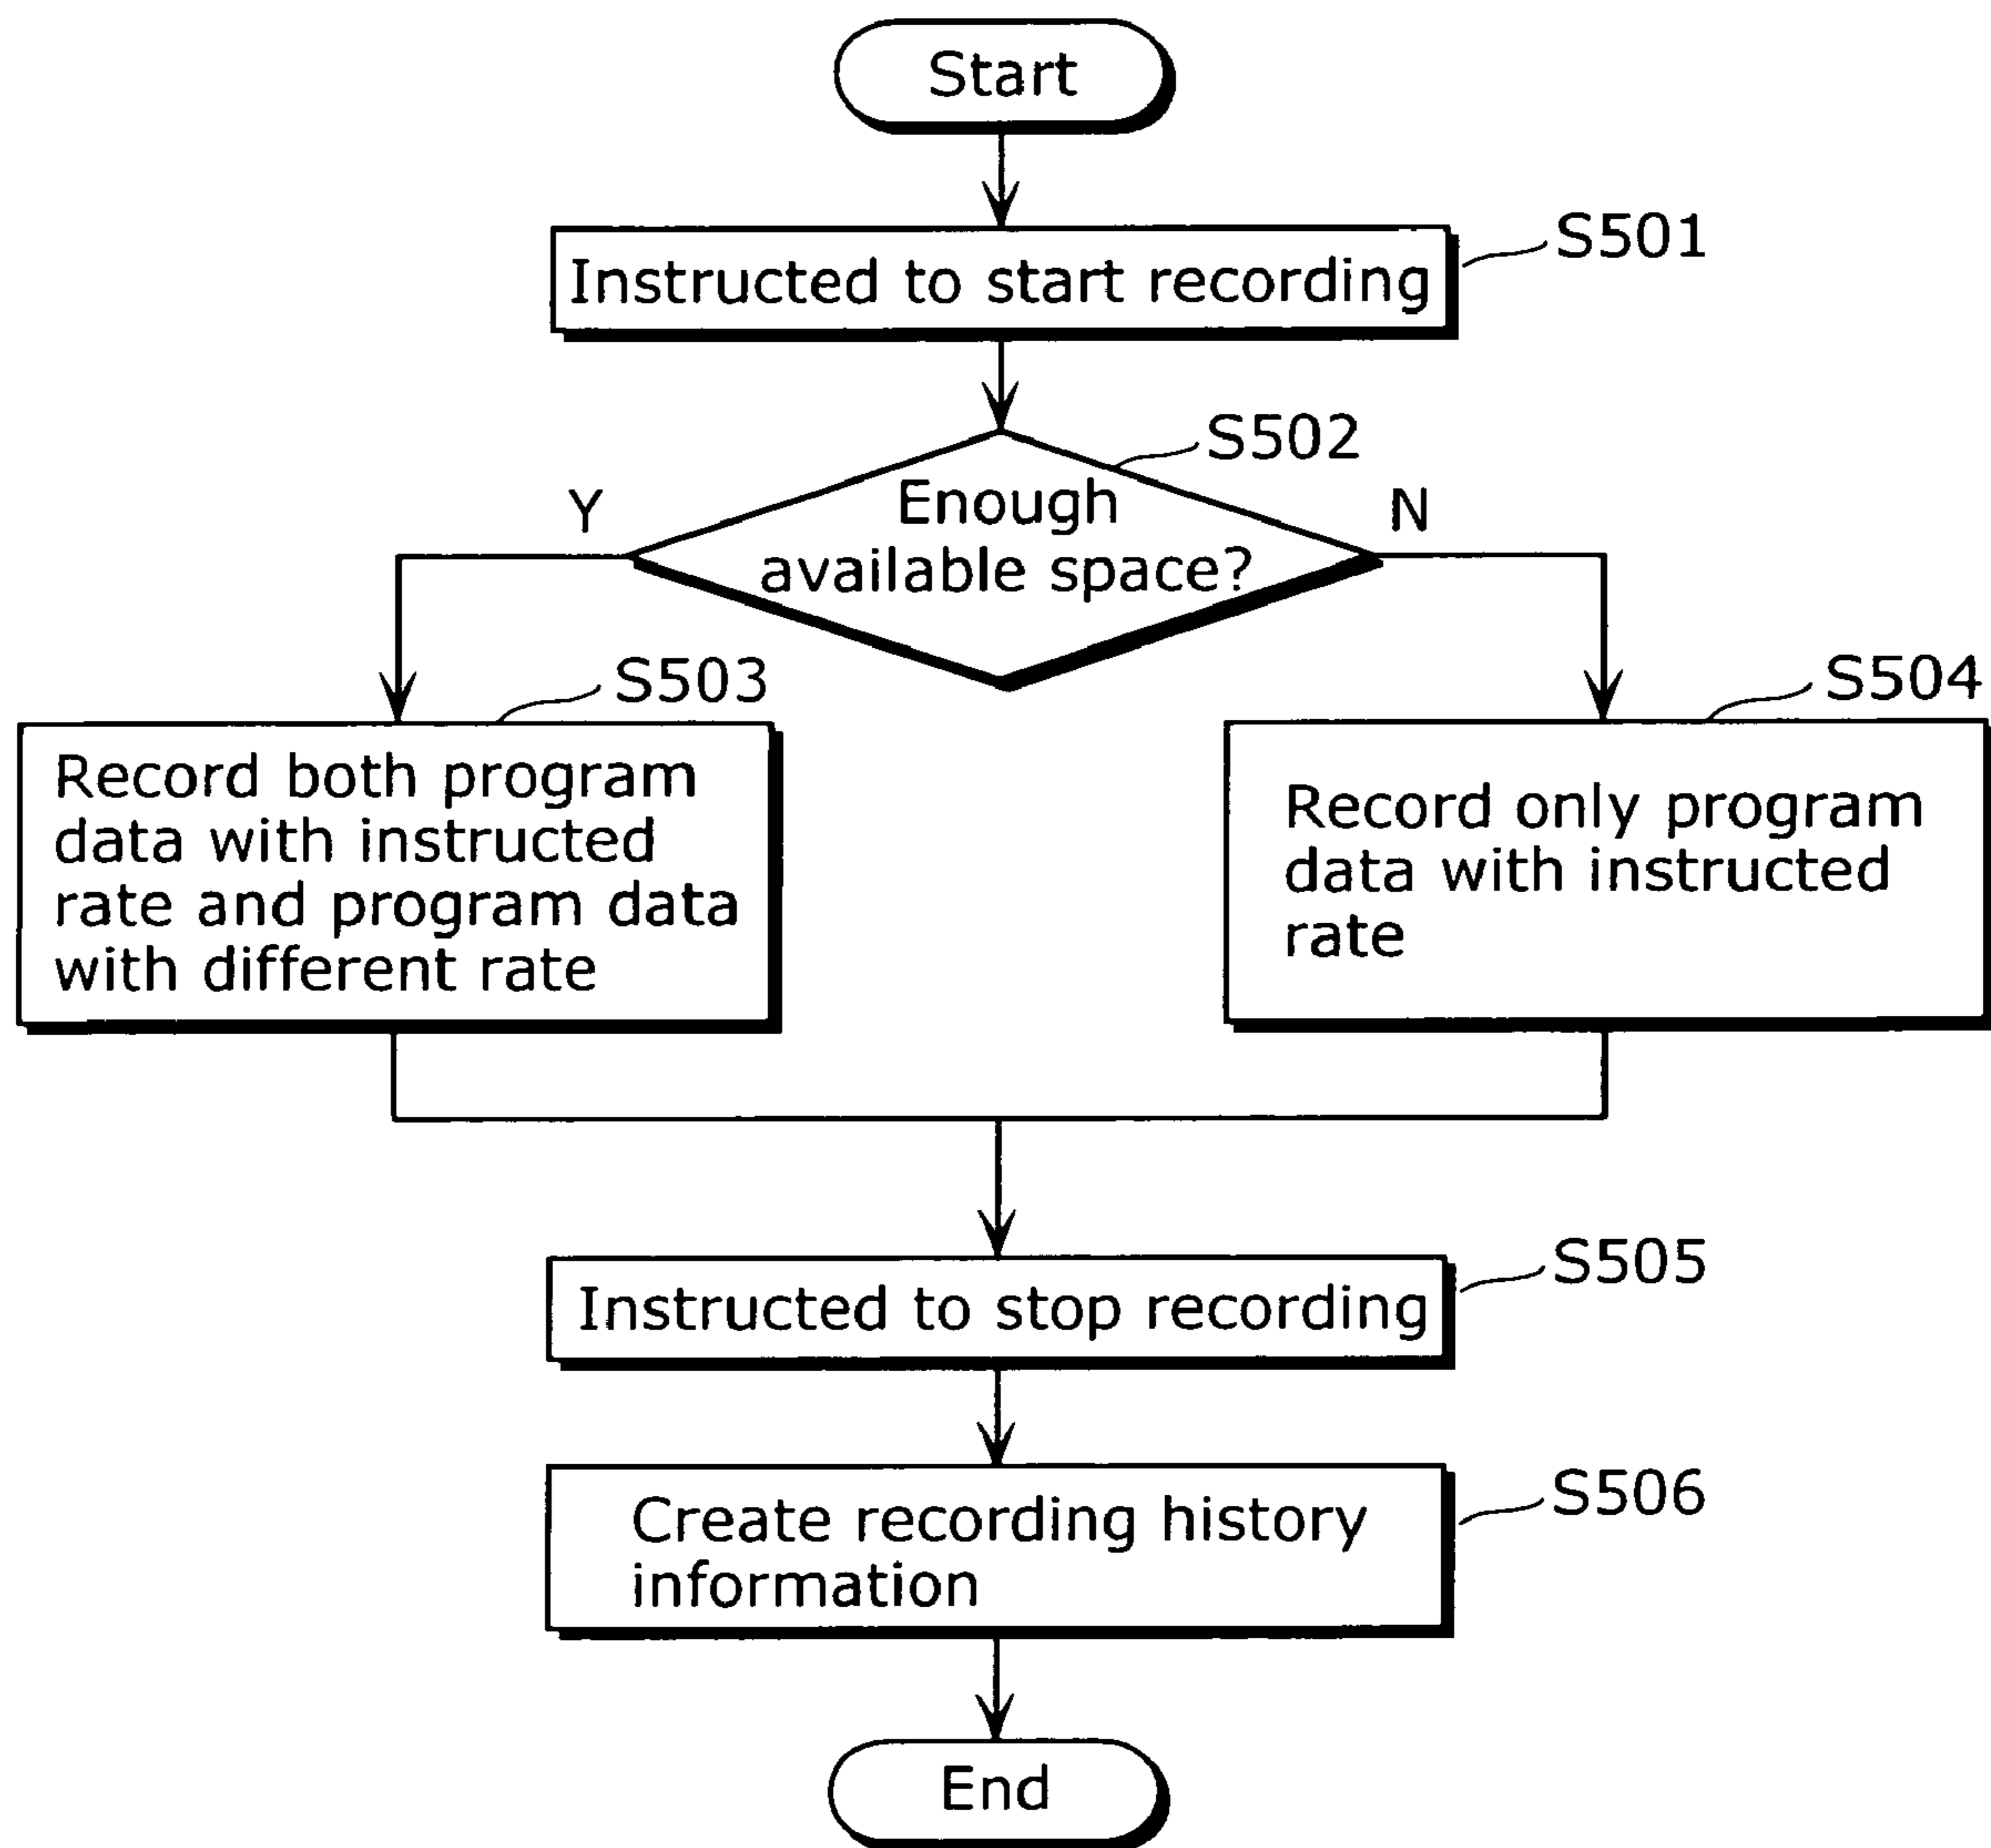 Start
Instructed to start recording
S501
S502
Enough
available space?
Y
N
S503
Record both program
data with instructed
rate and program data
with different rate
S504
Record only program
data with instructed
rate
Instructed to stop recording
S505
Create recording history
information
S506
End